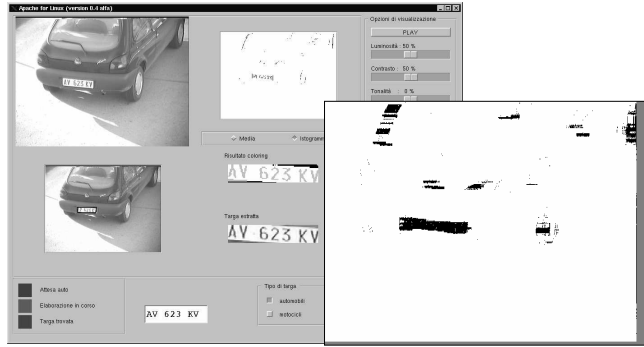 Apache for Linux (version 0.4 alfa)
Opzioni di visualizzazione
PLAY
Luminosità : 50 %
Contrasto : 50 %
Tonalità : 0 %
AV 623 KV
Media
Istogramm
Risultato coloring
AV 623 KV
Targa estratta
AV 623 KV
Attesa auto
Elaborazione in corso
Targa trovata
AV 623 KV
Tipo di targa
automobili
motocicli